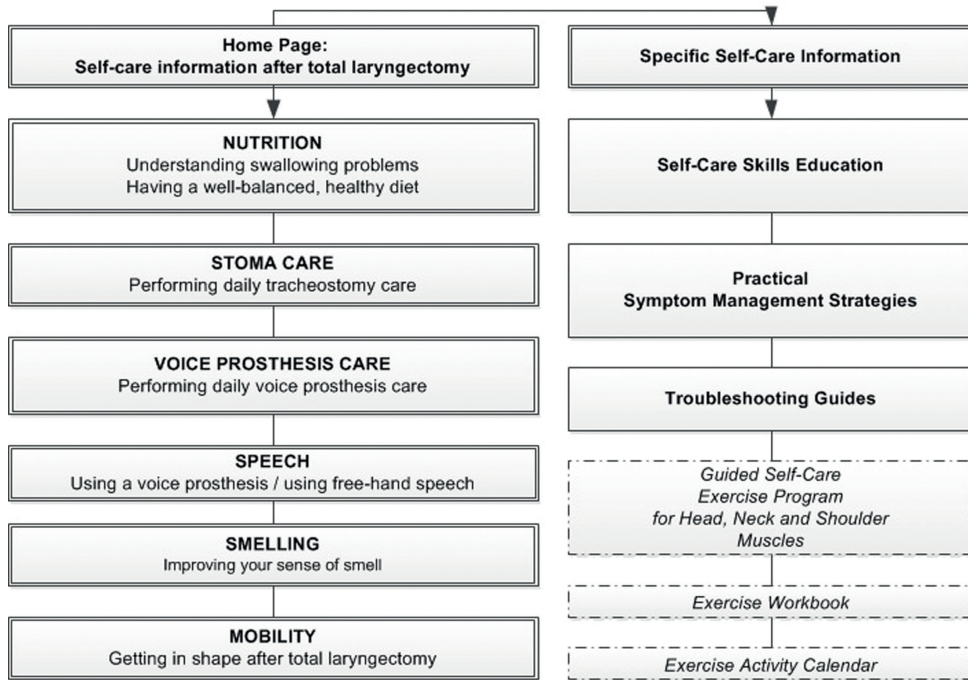 Home Page:
Self-care information after total laryngectomy
NUTRITION
Understanding swallowing problems
Having a well-balanced, healthy diet
STOMA CARE
Performing daily tracheostomy care
VOICE PROSTHESIS CARE
Performing daily voice prosthesis care
SPEECH
Using a voice prosthesis / using free-hand speech
SMELLING
Improving your sense of smell
MOBILITY
Getting in shape after total laryngectomy
Specific Self-Care Information
Self-Care Skills Education
Practical
Symptom Management Strategies
Troubleshooting Guides
Guided Self-Care
Exercise Program
for Head, Neck and Shoulder
Muscles
Exercise Workbook
Exercise Activity Calendar